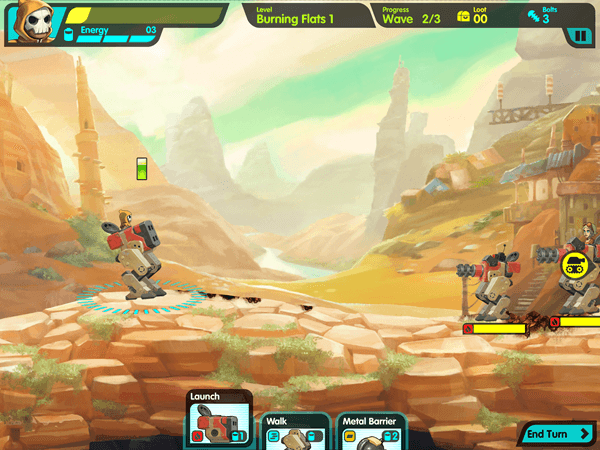 Energy 03
Level
Burning Flats 1
Progress
Wave 2/3
Loot
00
Bolts
3
Launch
1
Walk
Metal Barrier
2
End Turn